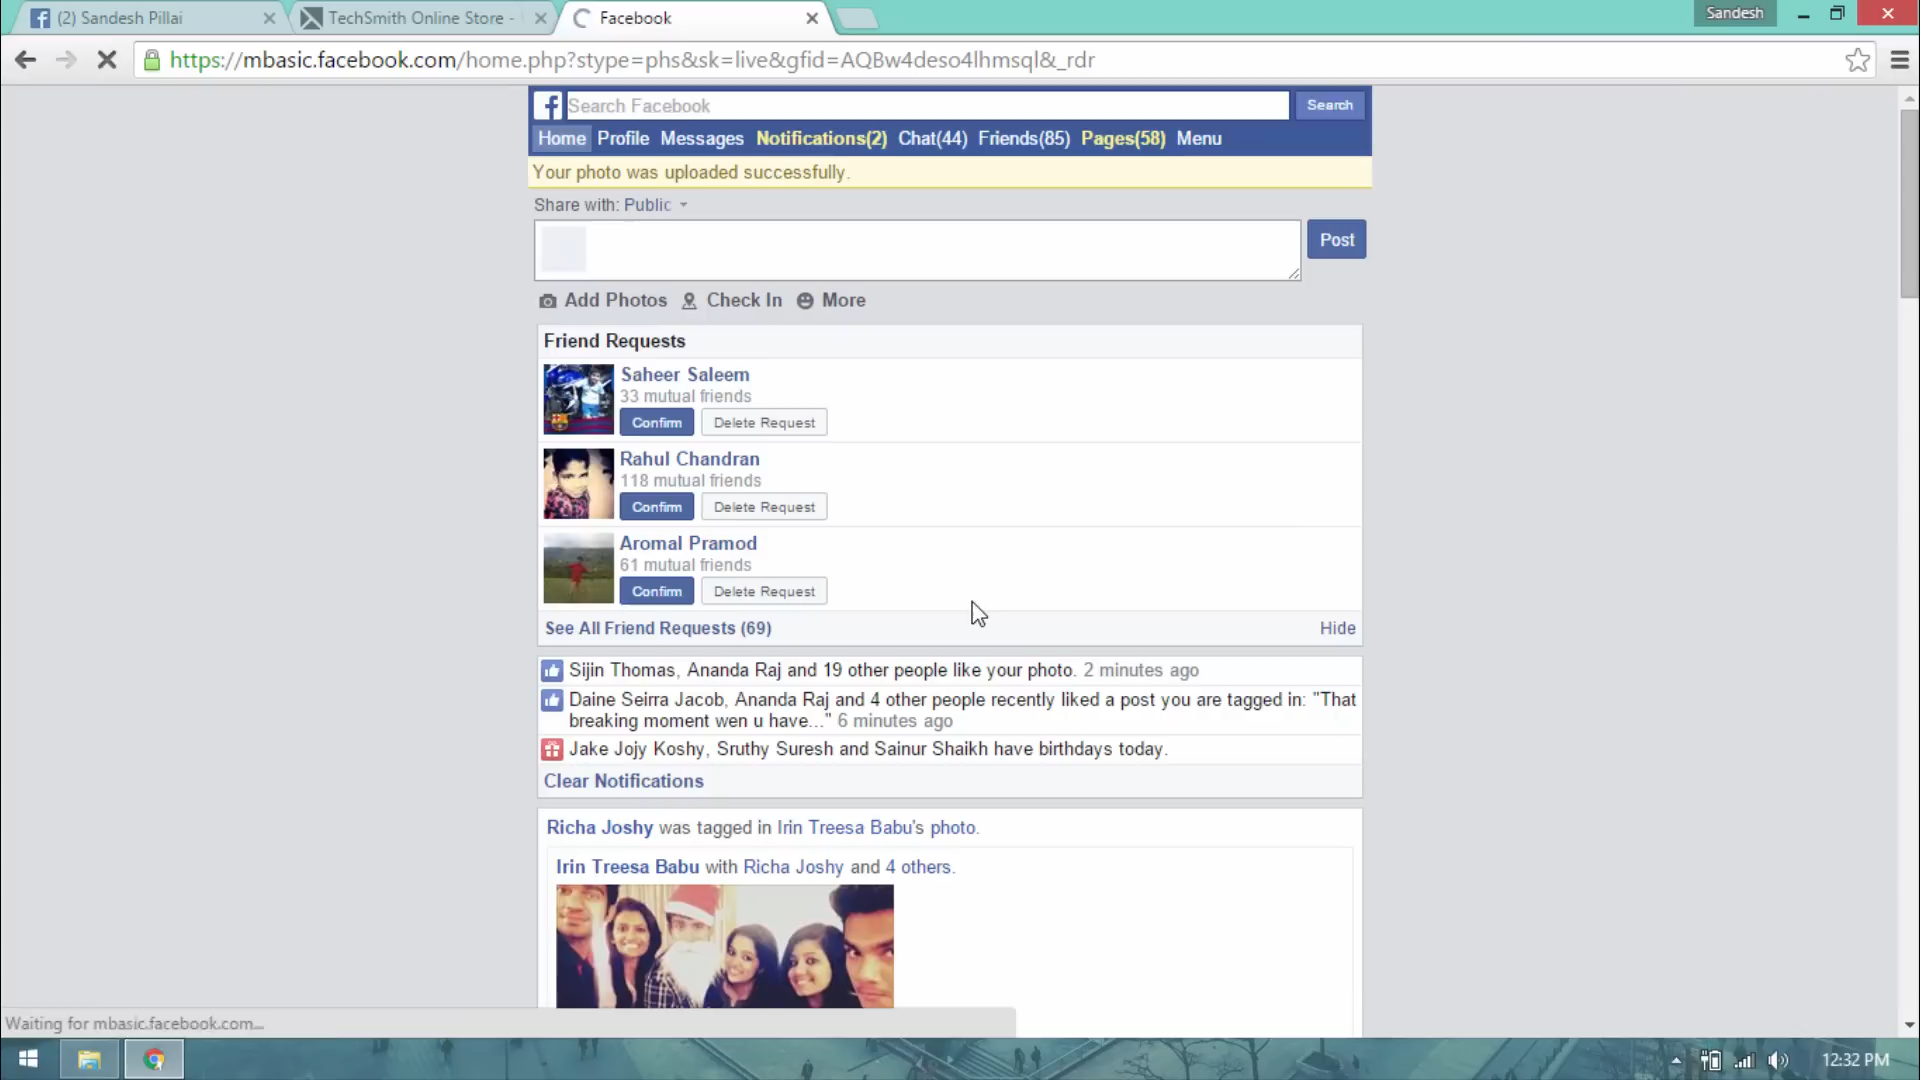 (2) Sandesh Pillai
TechSmith Online Store -
Facebook
Sandesh
https://mbasic.facebook.com/home.php?stype=phs&sk=live&gfid=AQBw4deso4lhmsql&_rdr
Search Facebook
Search
Home Profile Messages Notifications(2) Chat(44) Friends(85) Pages(58) Menu
Your photo was uploaded successfully.
Share with: Public
Post
Add Photos Check In More
Friend Requests
Saheer Saleem
33 mutual friends
Confirm Delete Request
Rahul Chandran
118 mutual friends
Confirm Delete Request
Aromal Pramod
61 mutual friends
Confirm Delete Request
See All Friend Requests (69) Hide
Sijin Thomas, Ananda Raj and 19 other people like your photo. 2 minutes ago
Daine Seirra Jacob, Ananda Raj and 4 other people recently liked a post you are tagged in: "That
breaking moment wen u have..." 6 minutes ago
Jake Jojy Koshy, Sruthy Suresh and Sainur Shaikh have birthdays today.
Clear Notifications
Richa Joshy was tagged in Irin Treesa Babu's photo.
Irin Treesa Babu with Richa Joshy and 4 others.
Waiting for mbasic.facebook.com...
12:32 PM